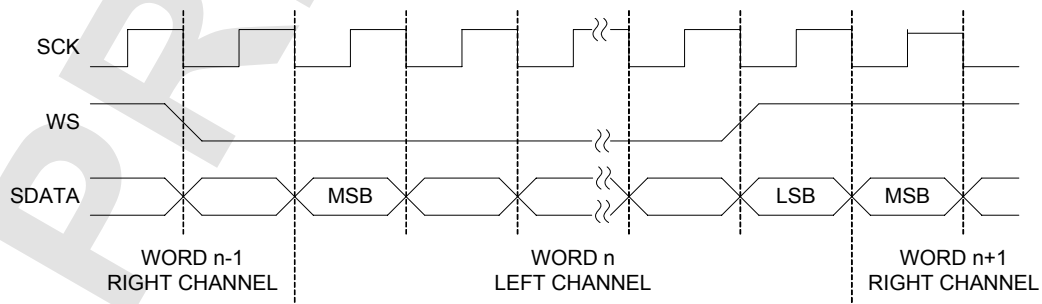 SCK
WS
SDATA
MSB
LSB
MSB
WORD n-1
RIGHT CHANNEL
WORD n
LEFT CHANNEL
WORD n+1
RIGHT CHANNEL